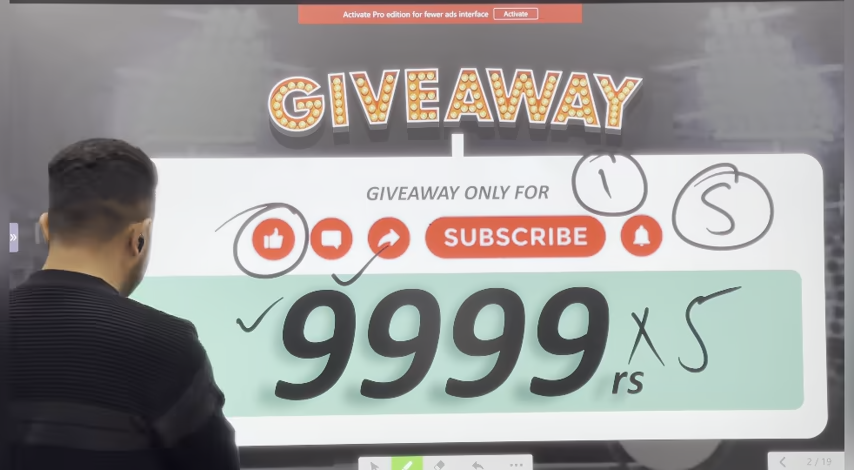 Activate Pro edition for fewer ads interface Activate
GIVEAWAY
GIVEAWAY ONLY FOR 1
SUBSCRIBE S
9999 rs x 5
2 / 19